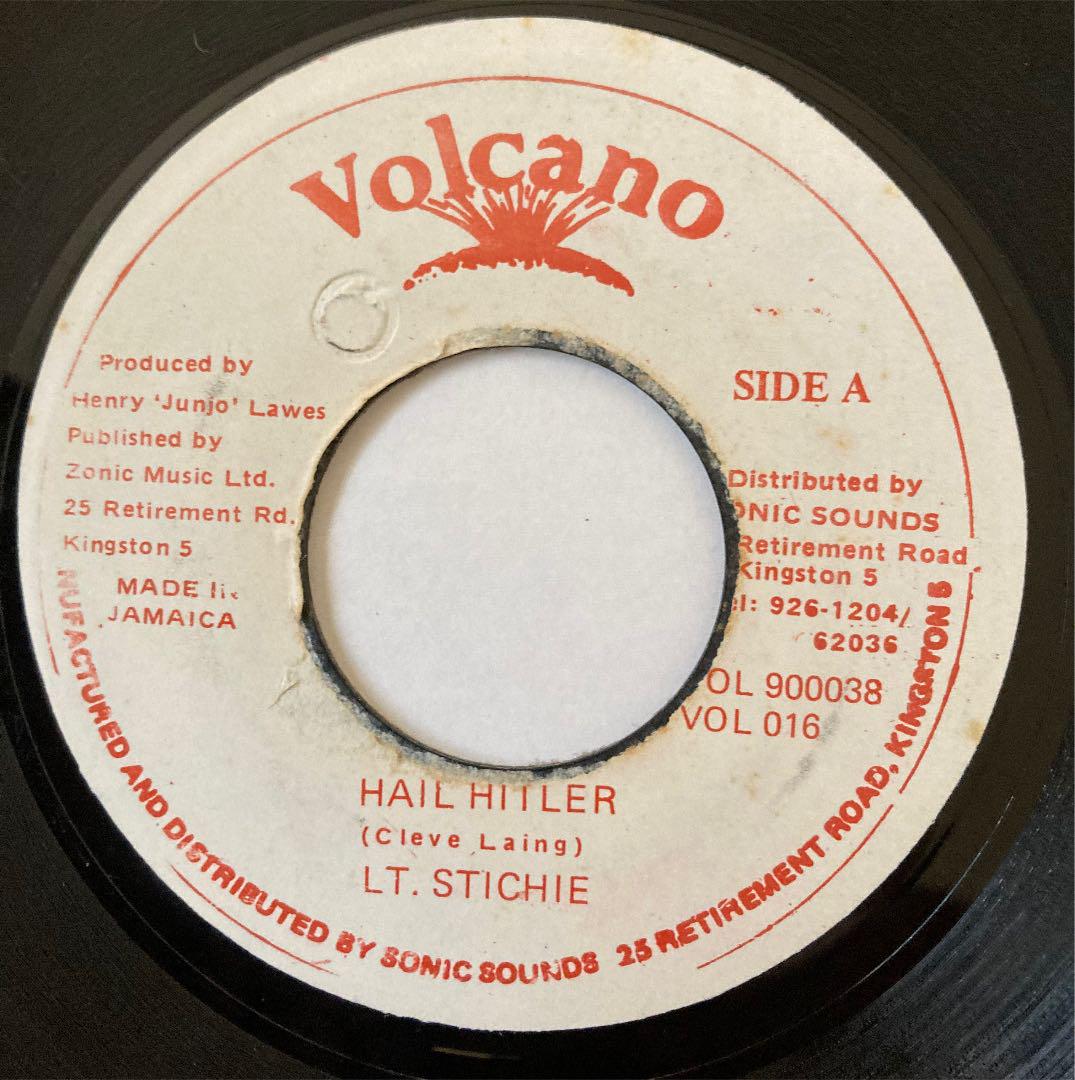 Volcano
SIDE A
Produced by
Henry 'Junjo' Lawes
Published by
Zonic Music Ltd.
25 Retirement Rd.
Kingston 5
MADE IN
JAMAICA
Distributed by
ONIC SOUNDS
Retirement Road
Kingston 5
el: 926-1204/
62036
OL 900038
VOL 016
HAIL HITLER
(Cleve Laing)
LT. STICHIE
NUFACTURED AND DISTRIBUTED BY SONIC SOUNDS 25 RETIREMENT ROAD, KINGSTON 5